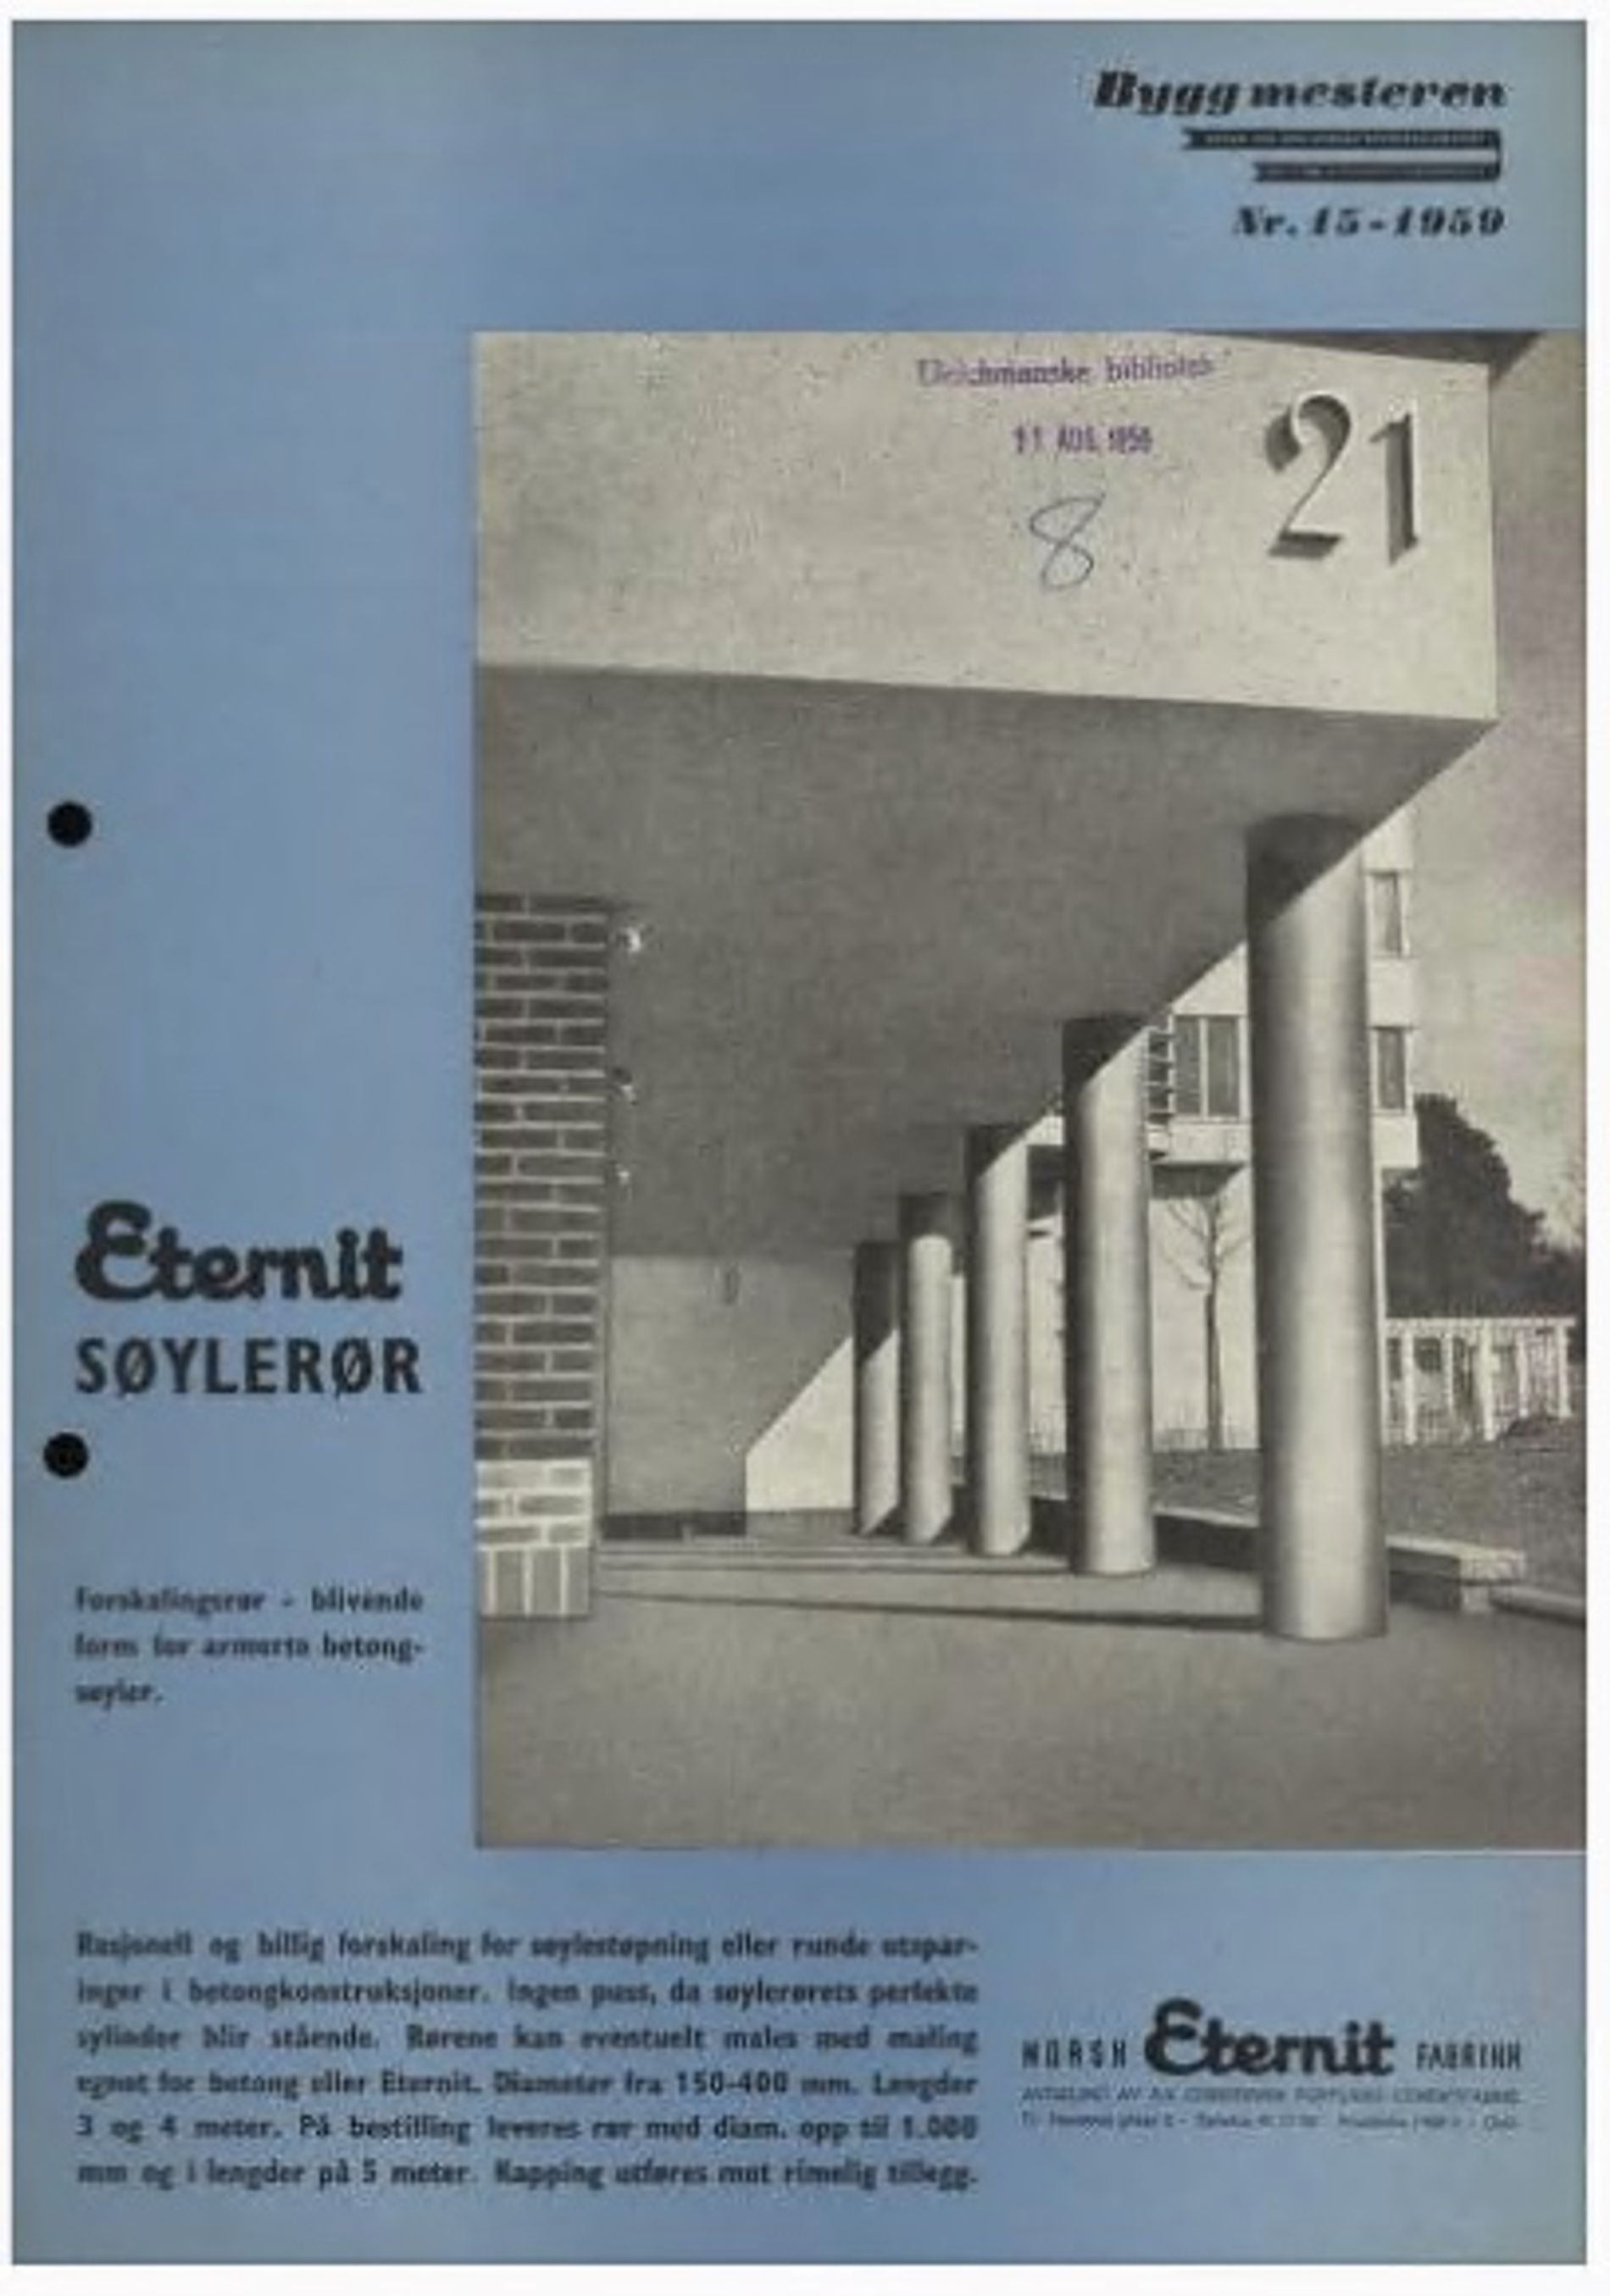 Byggmesteren
Nr. 15-1959
Deichmanske bibliotek
11 AUG. 1959
21
8.
Eternit
SØYLERØR
Forskalingsrør - blivende
form for armerte betong-
søyler.
Rasjonell og billig forskaling for søylestøpning eller runde utspar-
inger i betongkonstruksjoner. Ingen puss, da søylerørets perfekte
sylinder blir stående. Rørene kan eventuelt males med maling
egnet for betong eller Eternit. Diameter fra 150-400 mm. Lengder
3 og 4 meter. På bestilling leveres rør med diam. opp til 1.000
mm og i lengder på 5 meter. Kapping utføres mot rimelig tillegg.
NORSK Eternit FABRIKK